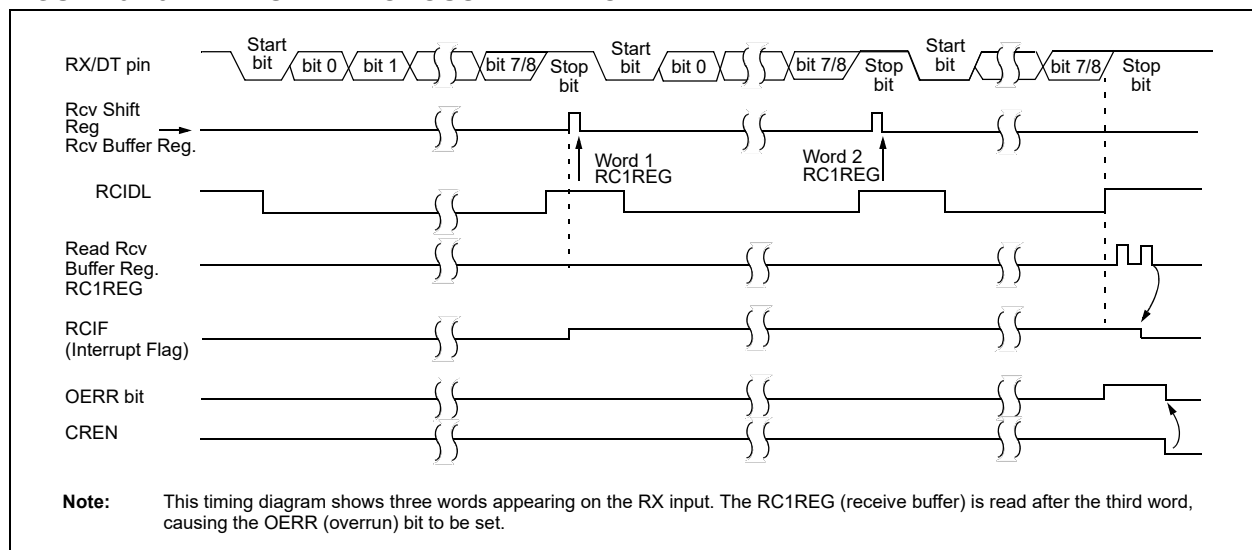 Start bit
bit 0
bit 1
bit 7/8
Stop bit
Start bit
bit 0
bit 7/8
Stop bit
Start bit
bit 7/8
Stop bit
RX/DT pin
Rcv Shift
Reg
Rcv Buffer Reg.
Word 1
RC1REG
Word 2
RC1REG
RCIDL
Read Rcv
Buffer Reg.
RC1REG
RCIF
(Interrupt Flag)
OERR bit
CREN
Note: This timing diagram shows three words appearing on the RX input. The RC1REG (receive buffer) is read after the third word,
causing the OERR (overrun) bit to be set.